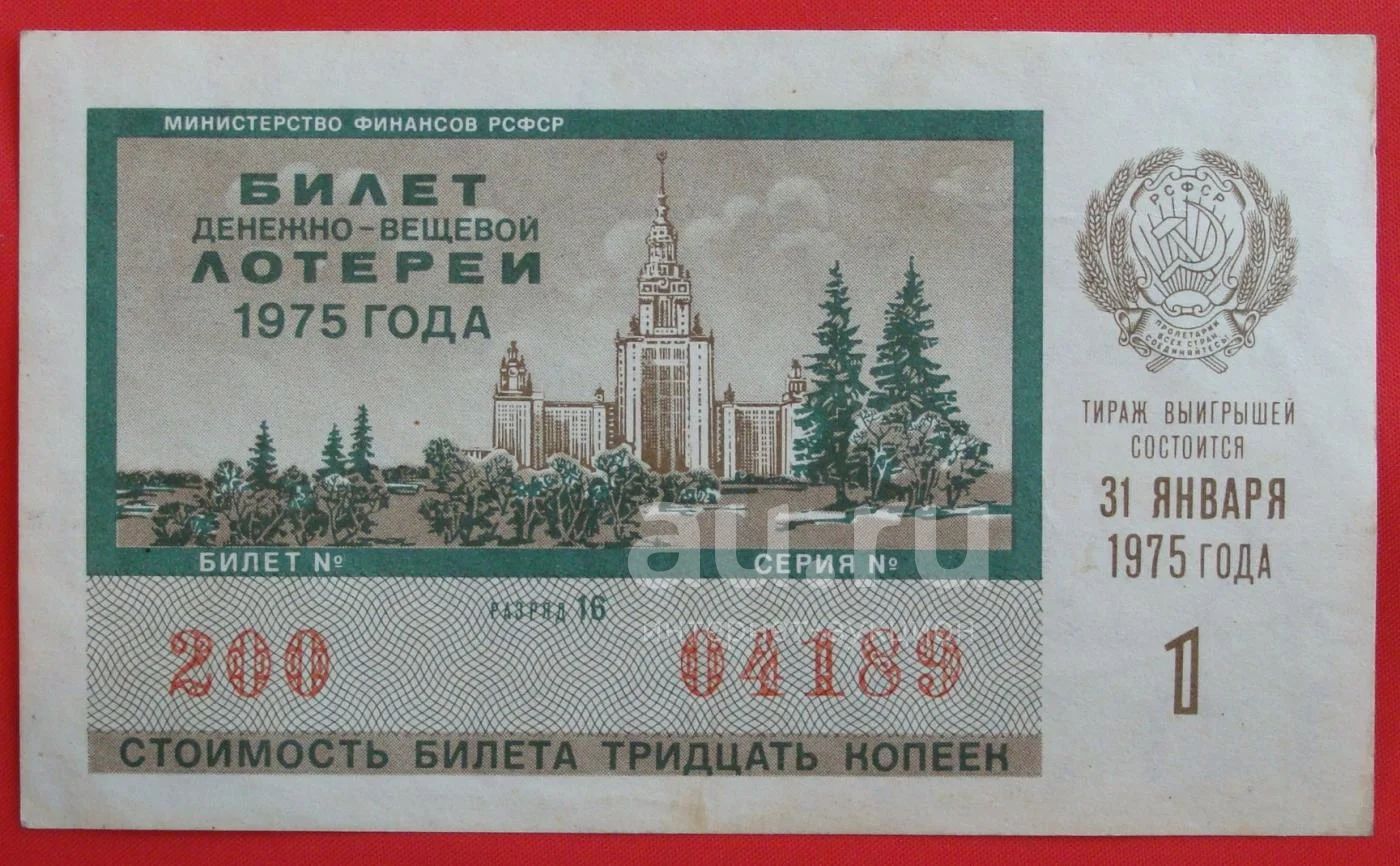 МИНИСТЕРСТВО ФИНАНСОВ РСФСР
БИЛЕТ
ДЕНЕЖНО-ВЕЩЕВОЙ
ЛОТЕРЕИ
1975 ГОДА
БИЛЕТ №
СЕРИЯ №
РАЗРЯД 16
200
04189
СТОИМОСТЬ БИЛЕТА ТРИДЦАТЬ КОПЕЕК
РСФСР
ПРОЛЕТАРИИ
ВСЕХ СТРАН,
СОЕДИНЯЙТЕСЬ!
ТИРАЖ ВЫИГРЫШЕЙ
СОСТОИТСЯ
31 ЯНВАРЯ
1975 ГОДА
1
au.ru